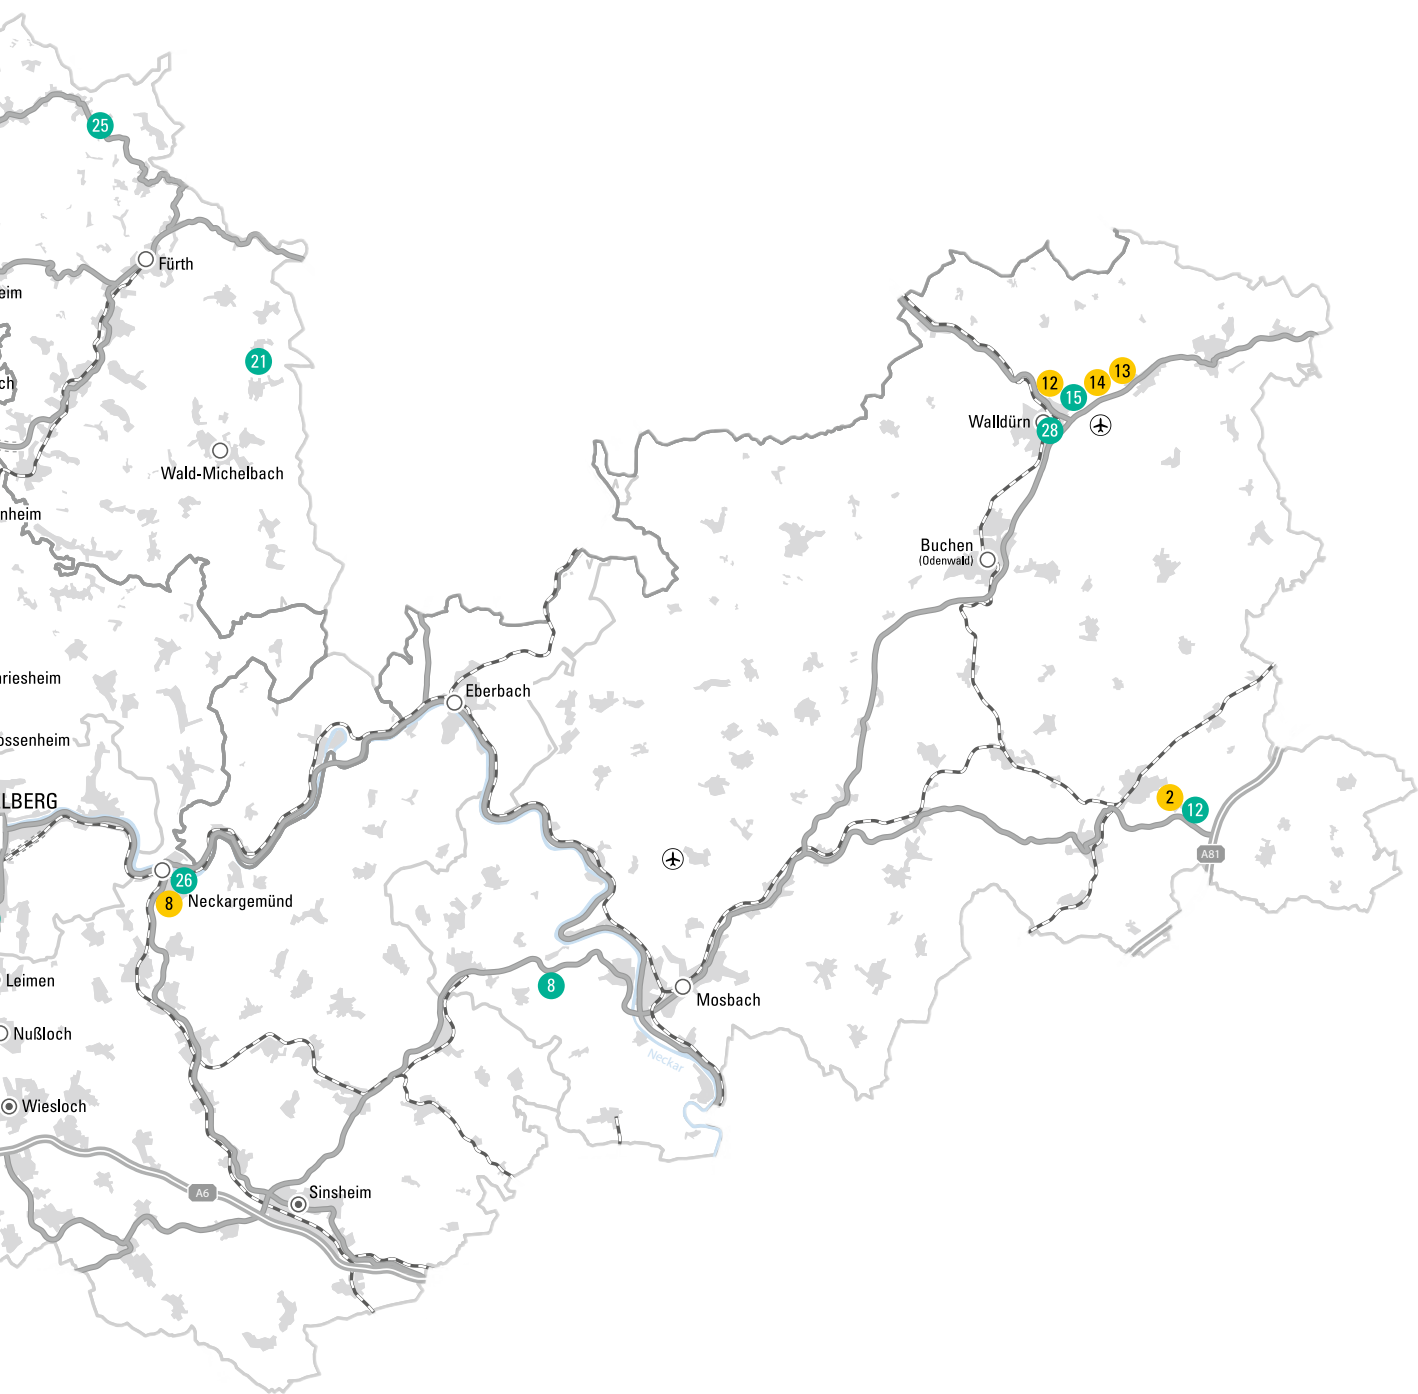 25
Fürth
eim
21
ch
12
14
13
15
Walldürn
28
Wald-Michelbach
nheim
Buchen
(Odenwald)
riesheim
Eberbach
ossenheim
LBERG
2
12
A81
26
8
Neckargemünd
Leimen
8
Mosbach
Nußloch
Neckar
Wiesloch
A6
Sinsheim